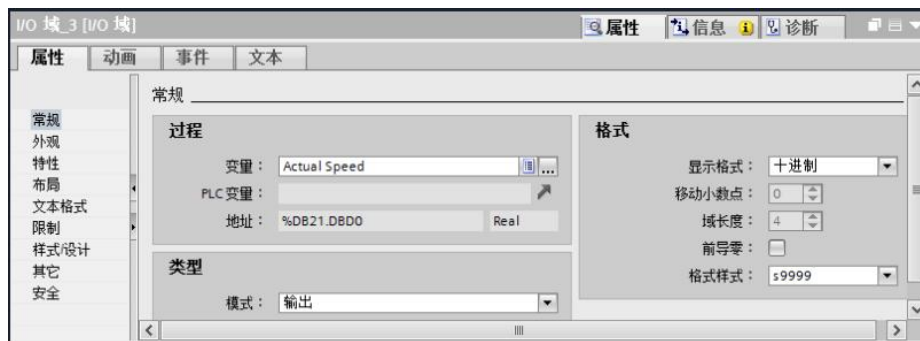 I/O 域_3 [I/O 域]
属性 信息 诊断
属性 动画 事件 文本
常规
外观
特性
布局
文本格式
限制
样式/设计
其它
安全
常规
过程
变量： Actual Speed ...
PLC变量：
地址： %DB21.DBD0 Real
类型
模式： 输出
格式
显示格式： 十进制
移动小数点： 0
域长度： 4
前导零：
格式样式： s9999